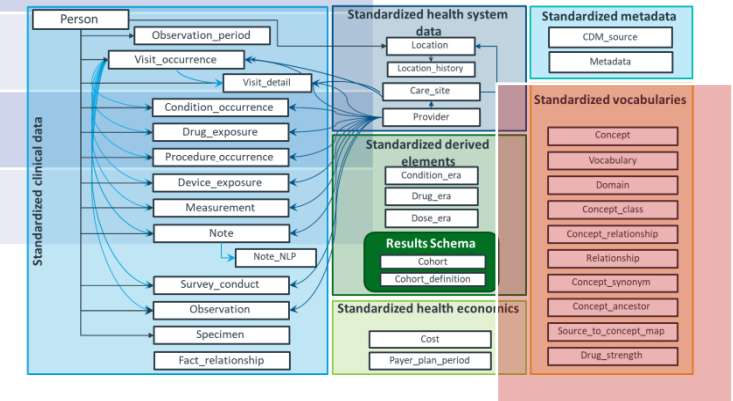 Standardized clinical data
Person
Observation_period
Visit_occurrence
Visit_detail
Condition_occurrence
Drug_exposure
Procedure_occurrence
Device_exposure
Measurement
Note
Note_NLP
Survey_conduct
Observation
Specimen
Fact_relationship
Standardized health system
data
Location
Location_history
Care_site
Provider
Standardized derived
elements
Condition_era
Drug_era
Dose_era
Results Schema
Cohort
Cohort_definition
Standardized health economics
Cost
Payer_plan_period
Standardized metadata
CDM_source
Metadata
Standardized vocabularies
Concept
Vocabulary
Domain
Concept_class
Concept_relationship
Relationship
Concept_synonym
Concept_ancestor
Source_to_concept_map
Drug_strength